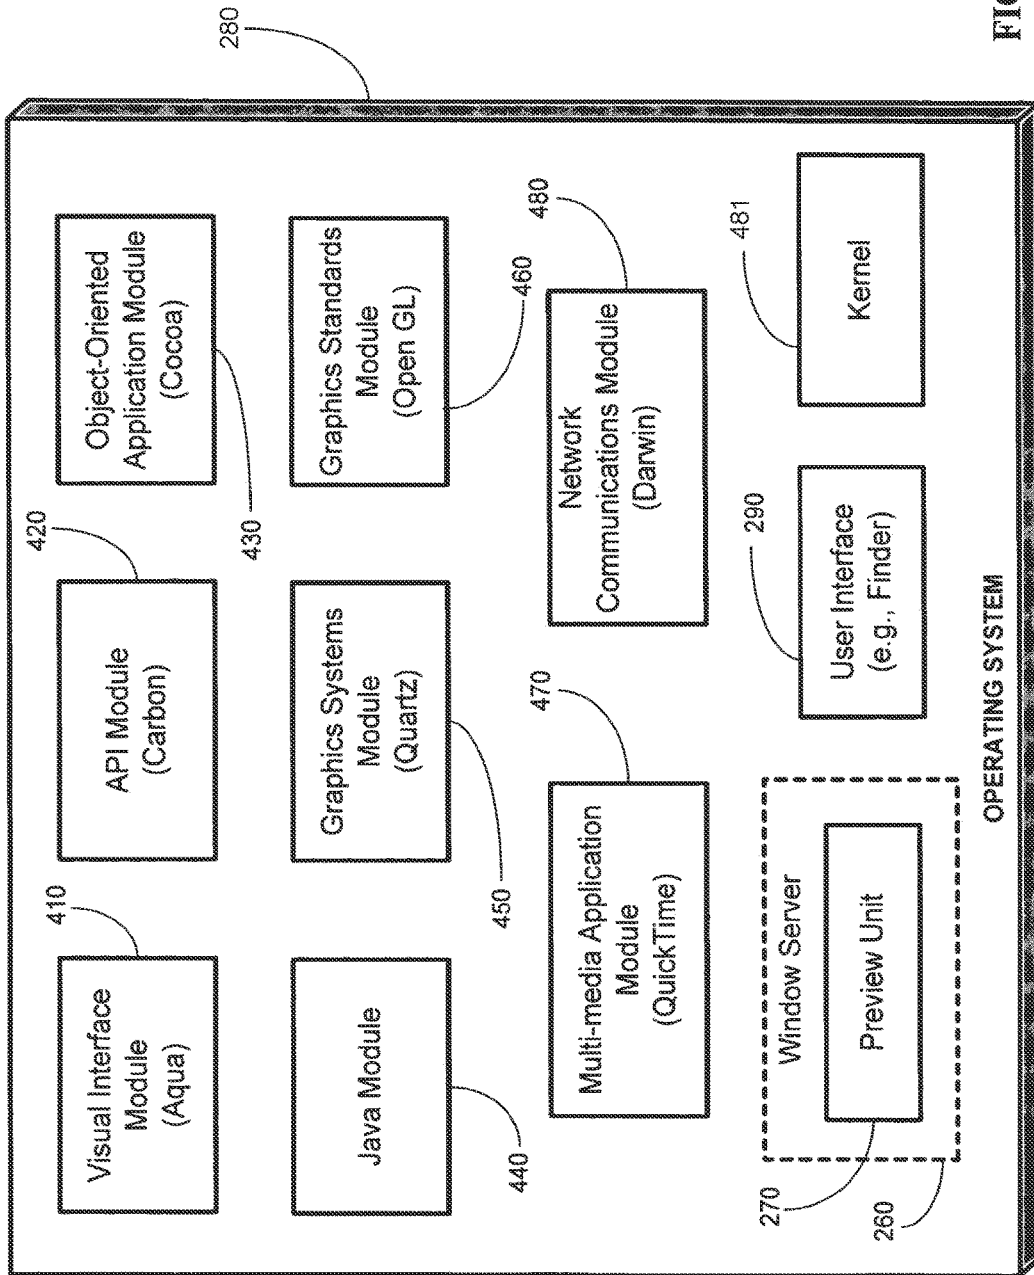 410
420
Visual Interface
Module
(Aqua)
API Module
(Carbon)
Object-Oriented
Application Module
(Cocoa)
430
280
Java Module
Graphics Systems
Module
(Quartz)
Graphics Standards
Module
(Open GL)
440
450
460
470
480
Multi-media Application
Module
(QuickTime)
Network
Communications Module
(Darwin)
290
481
270
260
Window Server
Preview Unit
User Interface
(e.g., Finder)
Kernel
OPERATING SYSTEM